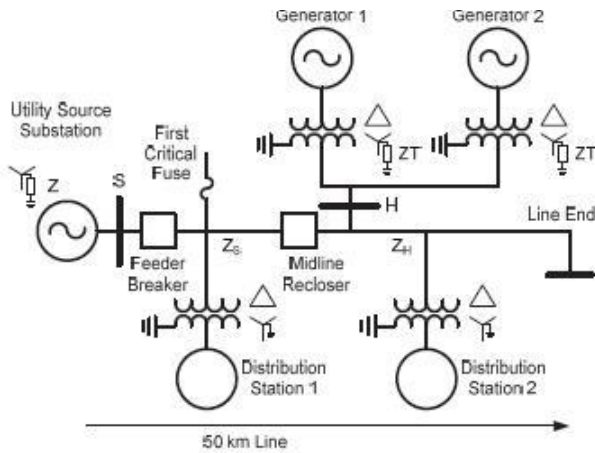 Generator 1
Generator 2
Utility Source
Substation
First
Critical
Fuse
Z
S
ZT
ZT
H
Line End
Feeder
Breaker
ZS
Midline
Recloser
ZH
Distribution
Station 1
Distribution
Station 2
50 km Line